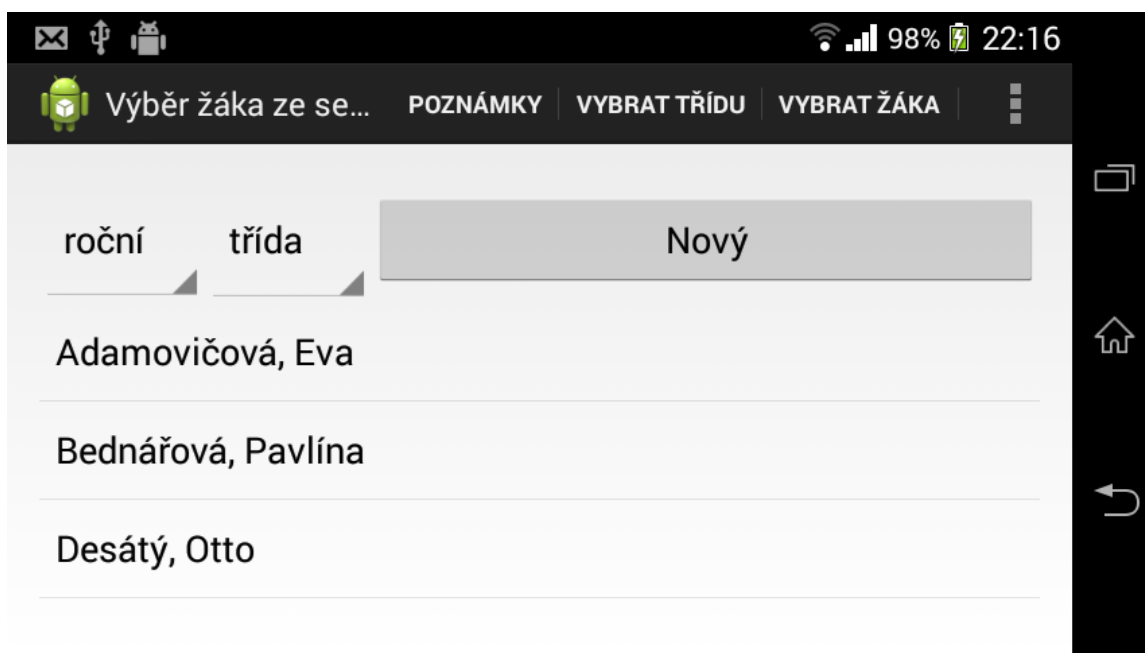 98% 22:16
Výběr žáka ze se... POZNÁMKY VYBRAT TŘÍDU VYBRAT ŽÁKA
roční třída Nový
Adamovičová, Eva
Bednářová, Pavlína
Desátý, Otto